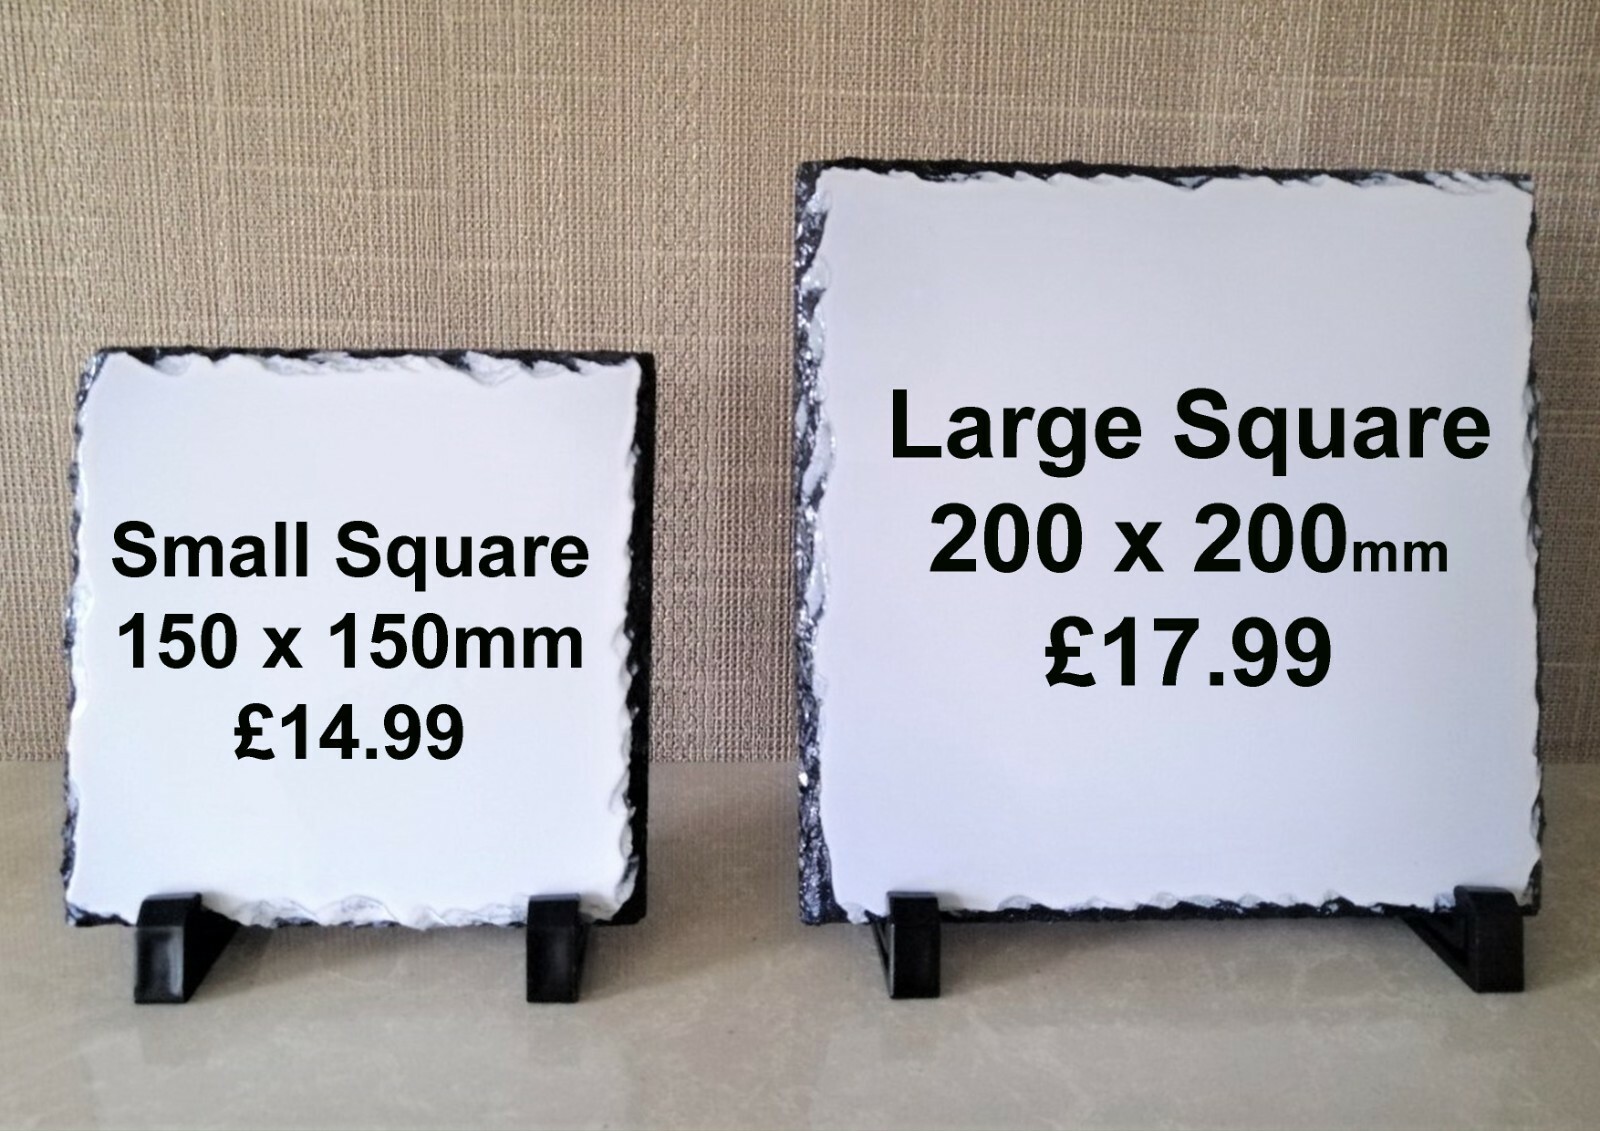 Small Square
150 x 150mm
£14.99
Large Square
200 x 200mm
£17.99